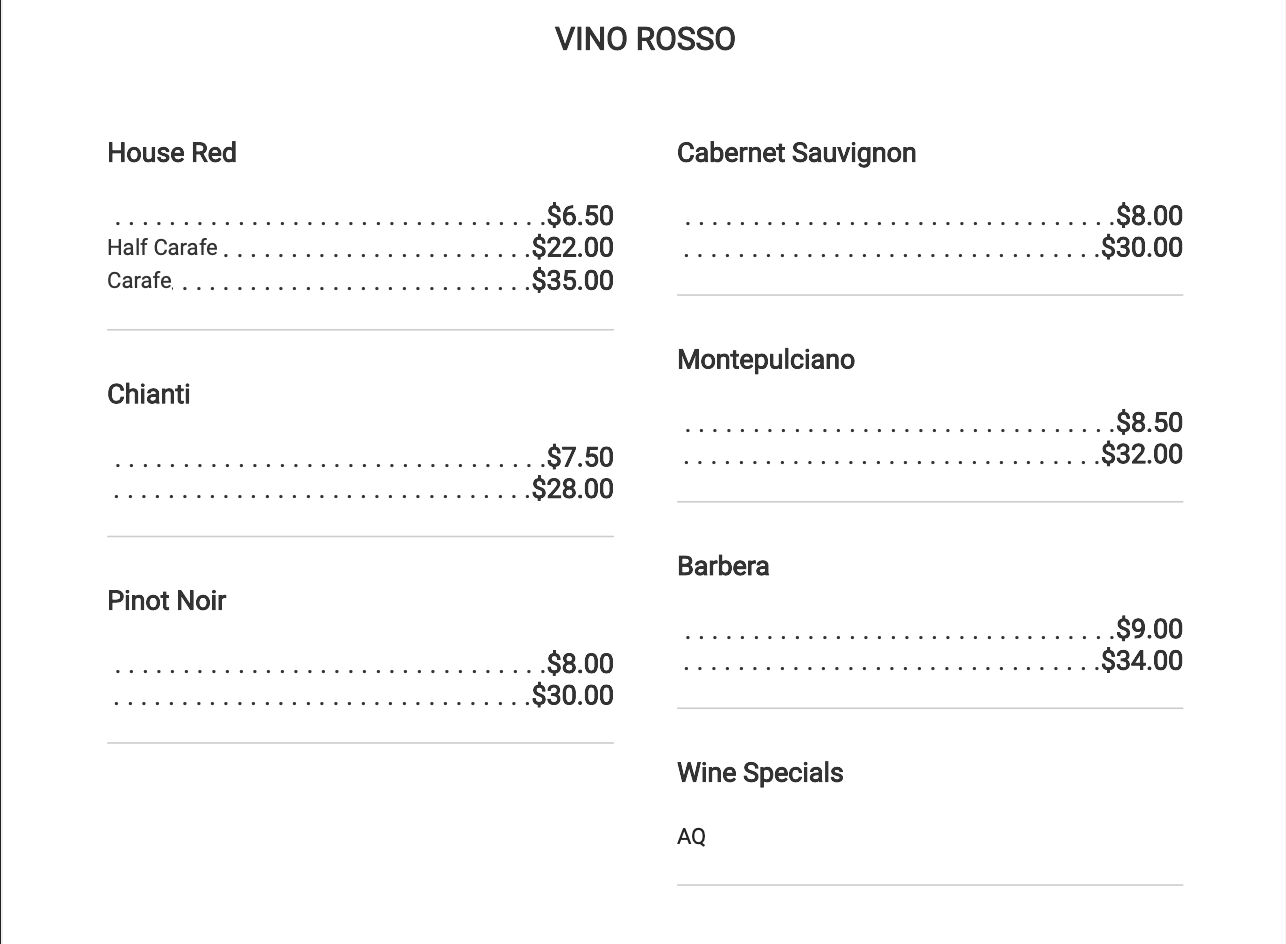 VINO ROSSO
House Red
. . . . . . . . . . . . . . . . . . . . . . . . . . . . . . . .$6.50
Half Carafe . . . . . . . . . . . . . . . . . . . . . . .$22.00
Carafe. . . . . . . . . . . . . . . . . . . . . . . . . . .$35.00
Chianti
. . . . . . . . . . . . . . . . . . . . . . . . . . . . . . . .$7.50
. . . . . . . . . . . . . . . . . . . . . . . . . . . . . . .$28.00
Pinot Noir
. . . . . . . . . . . . . . . . . . . . . . . . . . . . . . . .$8.00
. . . . . . . . . . . . . . . . . . . . . . . . . . . . . . .$30.00
Cabernet Sauvignon
. . . . . . . . . . . . . . . . . . . . . . . . . . . . . . . .$8.00
. . . . . . . . . . . . . . . . . . . . . . . . . . . . . . .$30.00
Montepulciano
. . . . . . . . . . . . . . . . . . . . . . . . . . . . . . . .$8.50
. . . . . . . . . . . . . . . . . . . . . . . . . . . . . . .$32.00
Barbera
. . . . . . . . . . . . . . . . . . . . . . . . . . . . . . . .$9.00
. . . . . . . . . . . . . . . . . . . . . . . . . . . . . . .$34.00
Wine Specials
AQ